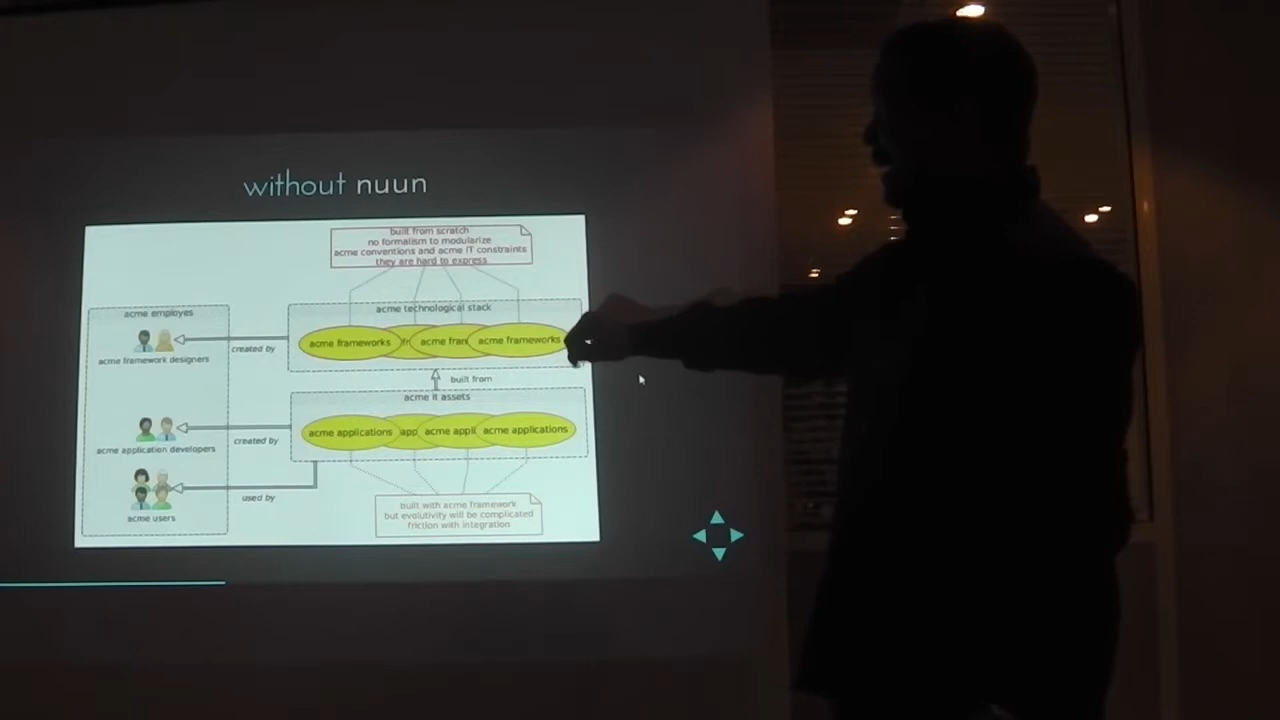 without nuun
built from scratch
no formalism to modularize
acme conventions and acme IT constraints
they are hard to express
acme employes
acme technological stack
acme frameworks
acme frameworks
acme framework designers
created by
built from
acme it assets
acme applications
app
acme appli
acme applications
acme application developers
created by
used by
acme users
built with acme framework
but evolutivity will be complicated
friction with integration